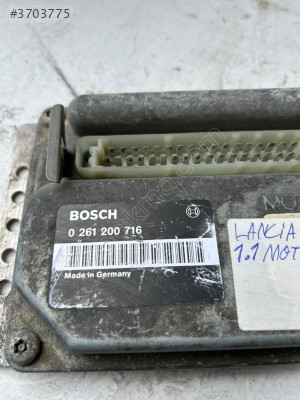 #3703775
BOSCH
0 261 200 716
Made in Germany
LANCIA
1.1 MOT